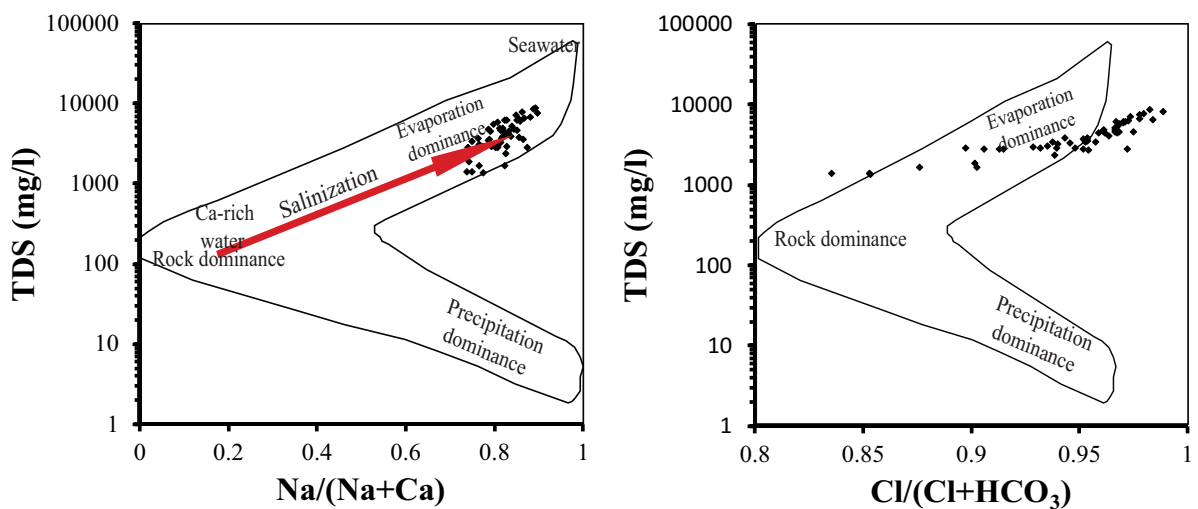 100000
10000
1000
100
10
1
TDS (mg/l)
Seawater
Evaporation
dominance
Salinization
Ca-rich
water
Rock dominance
Precipitation
dominance
0
0.2
0.4
0.6
0.8
1
Na/(Na+Ca)
100000
10000
1000
100
10
1
TDS (mg/l)
Evaporation
dominance
Rock dominance
Precipitation
dominance
0.8
0.85
0.9
0.95
1
Cl/(Cl+HCO₃)